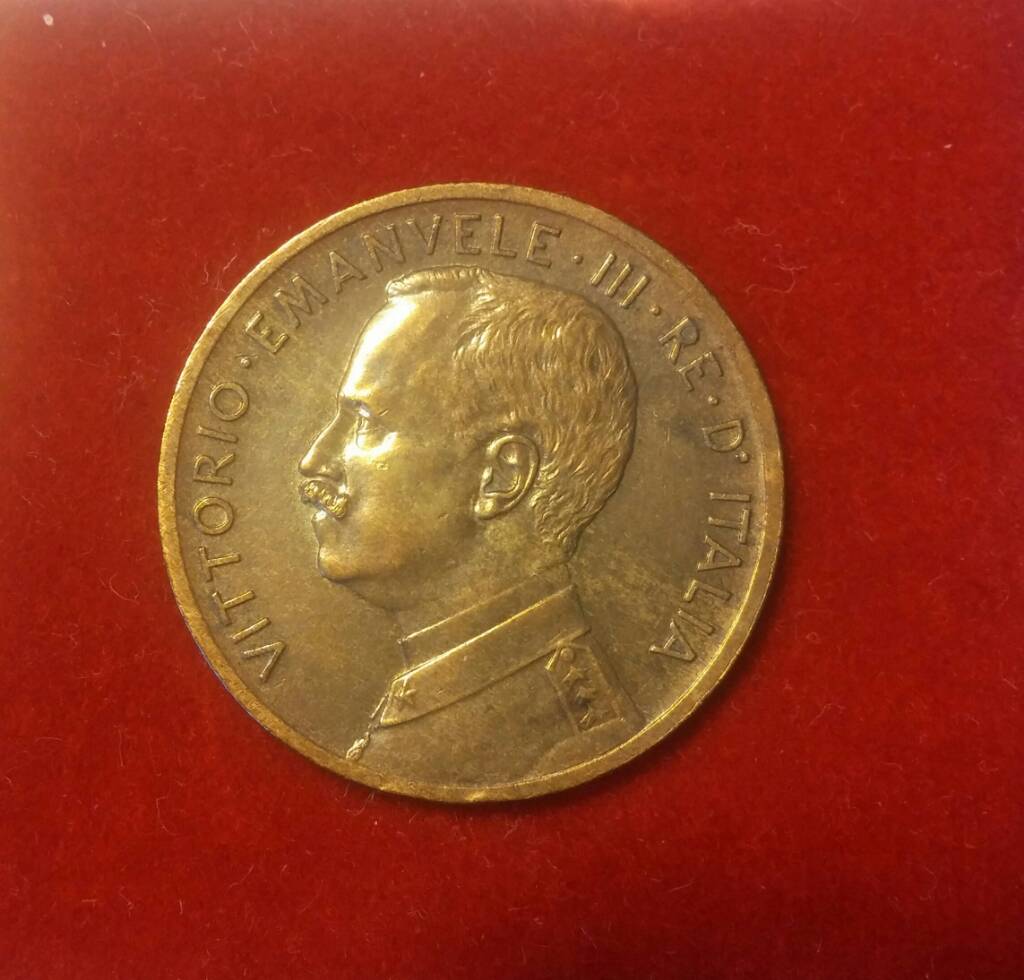 VITTORIO · EMANVELE · III · RE · D' ITALIA